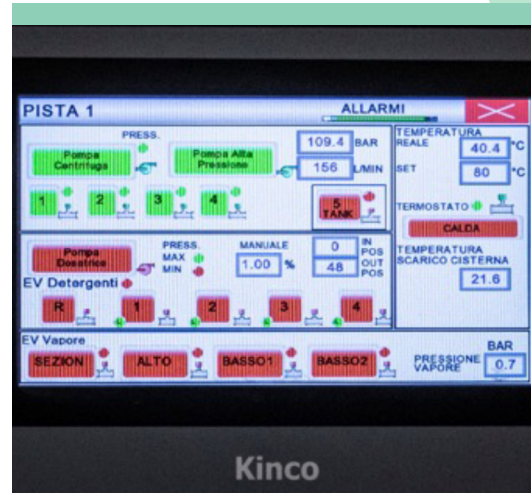 PISTA 1
ALLARMI
PRESS.
Pompa Centrifuga
Pompa Alta Pressione
109.4 BAR
156 L/MIN
1 2 3 4
5 TANK
TEMPERATURA
REALE 40.4 °C
SET 80 °C
TERMOSTATO
CALDA
TEMPERATURA
SCARICO CISTERNA
21.6
Pompa Dosatrice
PRESS.
MAX
MIN
MANUALE
1.00 %
0 IN POS
48 OUT POS
EV Detergenti
R 1 2 3 4
EV Vapore
SEZION ALTO BASSO1 BASSO2
PRESSIONE VAPORE
BAR
0.7
Kinco